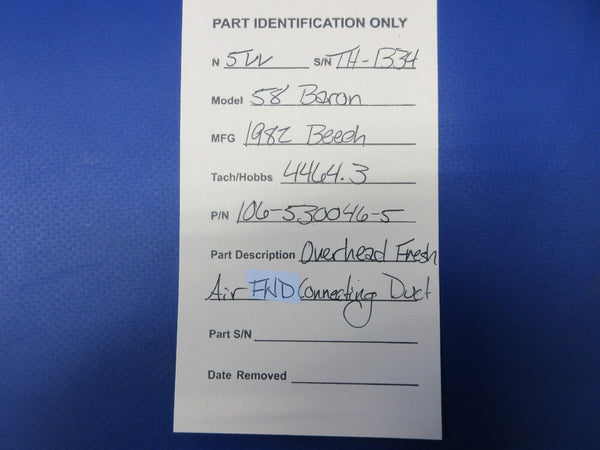 PART IDENTIFICATION ONLY
N 5W S/N TH-1334
Model 58' Baron
MFG 1982 Beech
Tach/Hobbs 4464.3
P/N 106-530046-5
Part Description Overhead Fresh
Air FWD Connecting Duct
Part S/N
Date Removed